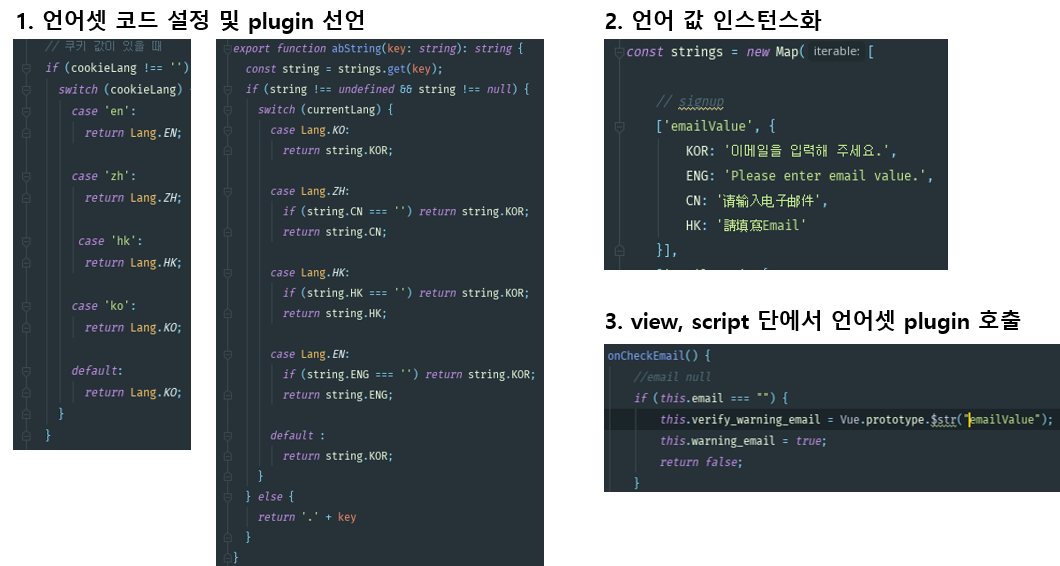 1. 언어셋 코드 설정 및 plugin 선언
// 쿠키 값이 있을 때
if (cookieLang !== '')
switch (cookieLang)
case 'en':
return Lang.EN;
case 'zh':
return Lang.ZH;
case 'hk':
return Lang.HK;
case 'ko':
return Lang.KO;
default:
return Lang.KO;
}
}
export function abString(key: string): string {
const string = strings.get(key);
if (string !== undefined && string !== null) {
switch (currentLang) {
case Lang.KO:
return string.KOR;
case Lang.ZH:
if (string.CN === '') return string.KOR;
return string.CN;
case Lang.HK:
if (string.HK === '') return string.KOR;
return string.HK;
case Lang.EN:
if (string.ENG === '') return string.KOR;
return string.ENG;
default :
return string.KOR;
}
} else {
return '.' + key
}
}
2. 언어 값 인스턴스화
const strings = new Map( iterable: [
// signup
['emailValue', {
KOR: '이메일을 입력해 주세요.',
ENG: 'Please enter email value.',
CN: '请输入电子邮件',
HK: '請填寫Email'
}],
3. view, script 단에서 언어셋 plugin 호출
onCheckEmail() {
//email null
if (this.email === "") {
this.verify_warning_email = Vue.prototype.$str("emailValue");
this.warning_email = true;
return false;
}